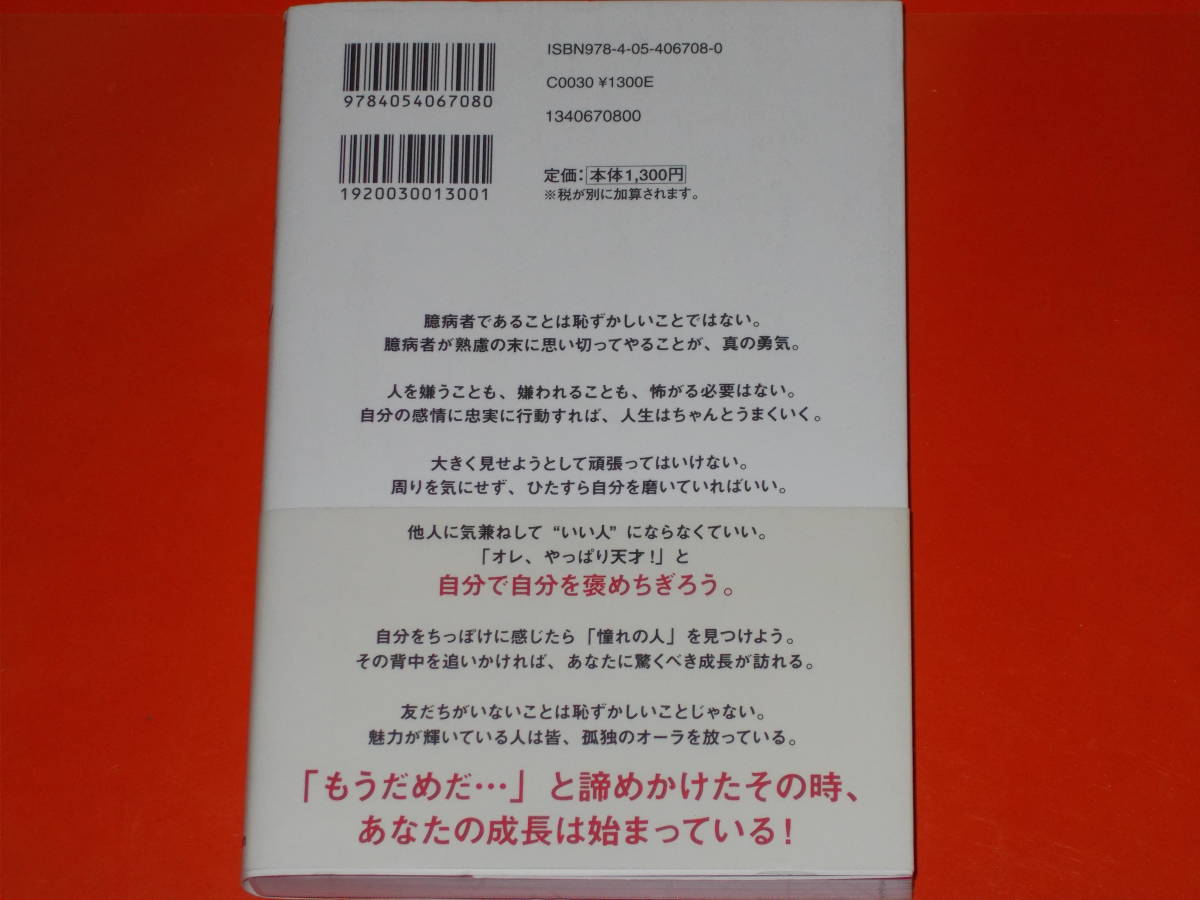 ISBN978-4-05-406708-0
C0030 ¥1300E
9784054067080
1340670800
1920030013001
定価：本体1,300円
※税が別に加算されます。
臆病者であることは恥ずかしいことではない。
臆病者が熟慮の末に思い切ってやることが、真の勇気。
人を嫌うことも、嫌われることも、怖がる必要はない。
自分の感情に忠実に行動すれば、人生はちゃんとうまくいく。
大きく見せようとして頑張ってはいけない。
周りを気にせず、ひたすら自分を磨いていればいい。
他人に気兼ねして“いい人”にならなくていい。
「オレ、やっぱり天才！」と
自分で自分を褒めちぎろう。
自分をちっぽけに感じたら「憧れの人」を見つけよう。
その背中を追いかければ、あなたに驚くべき成長が訪れる。
友だちがいないことは恥ずかしいことじゃない。
魅力が輝いている人は皆、孤独のオーラを放っている。
「もうだめだ…」と諦めかけたその時、
あなたの成長は始まっている！